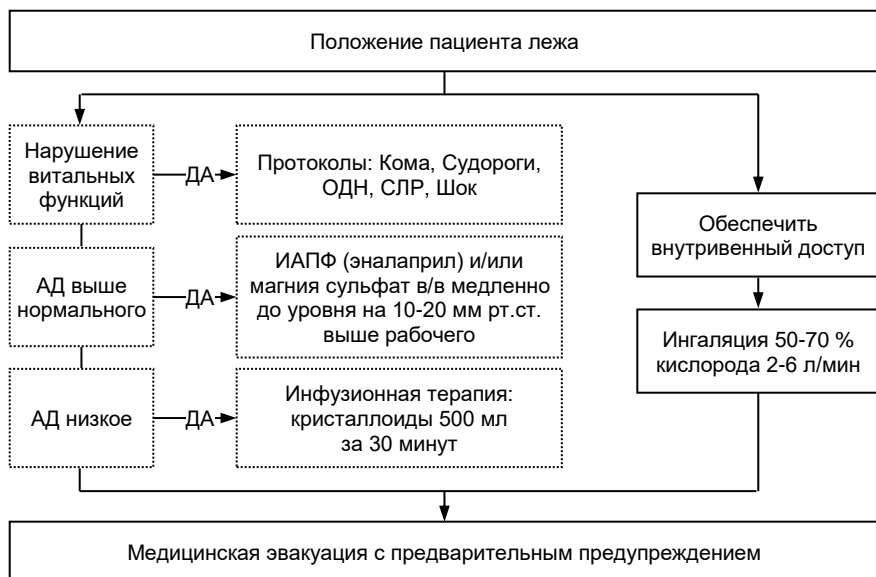 Положение пациента лежа
Нарушение
витальных
функций
ДА
Протоколы: Кома, Судороги,
ОДН, СЛР, Шок
АД выше
нормального
ДА
ИАПФ (эналаприл) и/или
магния сульфат в/в медленно
до уровня на 10-20 мм рт.ст.
выше рабочего
АД низкое
ДА
Инфузионная терапия:
кристаллоиды 500 мл
за 30 минут
Обеспечить
внутривенный доступ
Ингаляция 50-70 %
кислорода 2-6 л/мин
Медицинская эвакуация с предварительным предупреждением